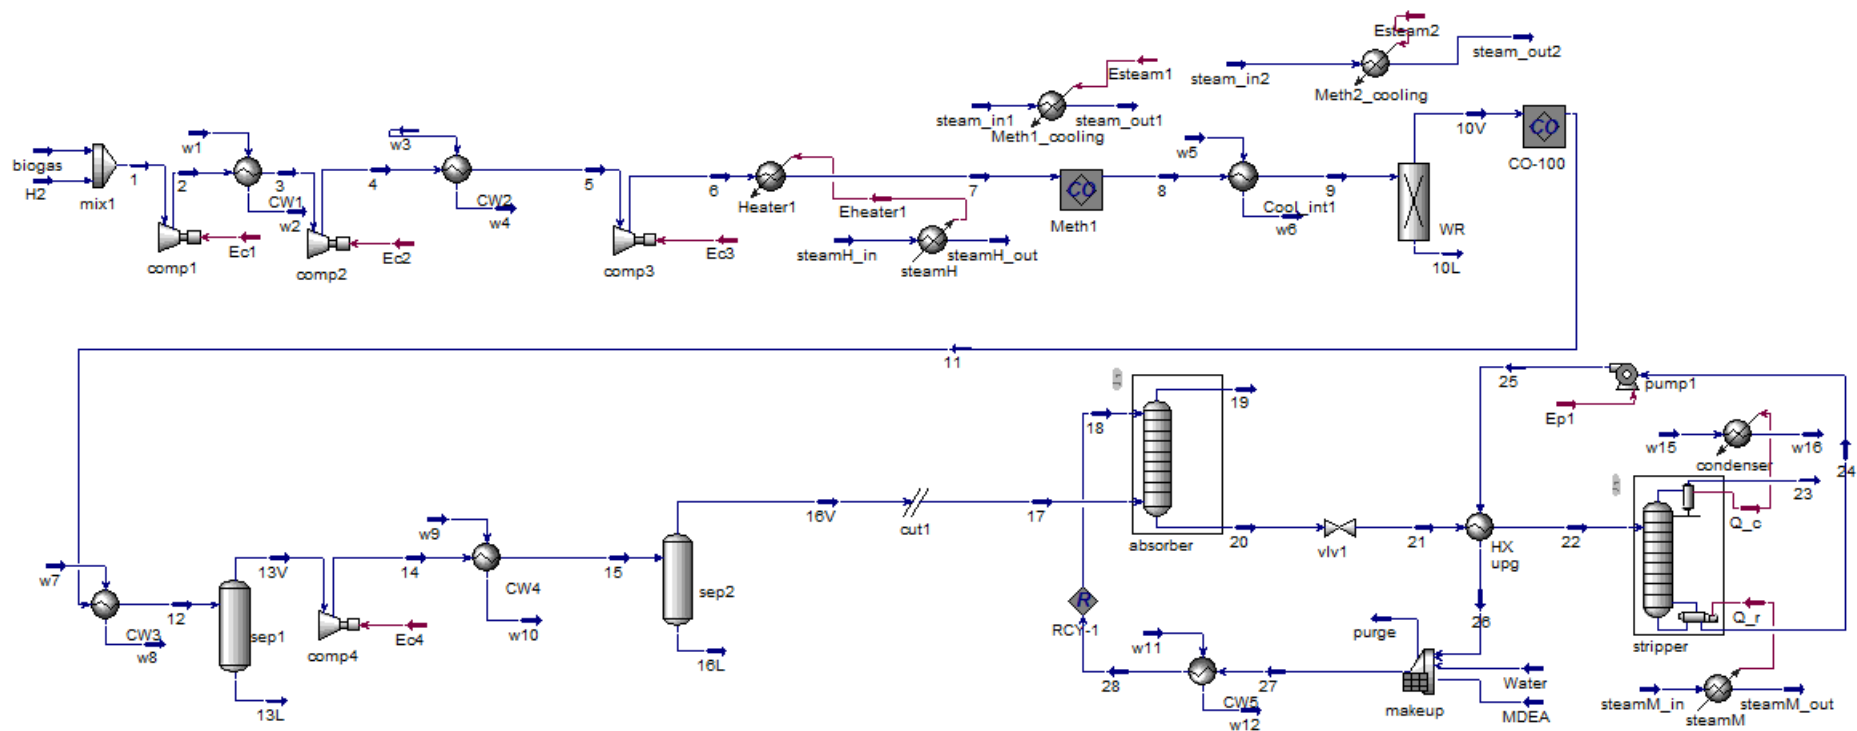 Esteam2
steam_out2
steam_in2
Meth2_cooling
Esteam1
steam_in1
steam_out1
Meth1_cooling
10V
CO
CO-100
biogas
H2
mix1
1
2
w1
3
CW1
w2
4
w3
CW2
w4
5
6
Heater1
7
Eheater1
CO
Meth1
8
w5
Cool_int1
w6
9
WR
10L
comp1
Ec1
comp2
Ec2
comp3
Ec3
steamH_in
steamH
steamH_out
11
25
pump1
Ep1
24
18
19
absorber
17
16V
cut1
20
vlv1
21
HX
upg
22
w15
condenser
w16
23
Q_c
Q_r
stripper
steamM_in
steamM
steamM_out
w7
12
CW3
w8
13V
sep1
13L
14
comp4
Ec4
w9
CW4
w10
15
sep2
16L
R
RCY-1
28
w11
CW5
w12
27
purge
26
makeup
Water
MDEA